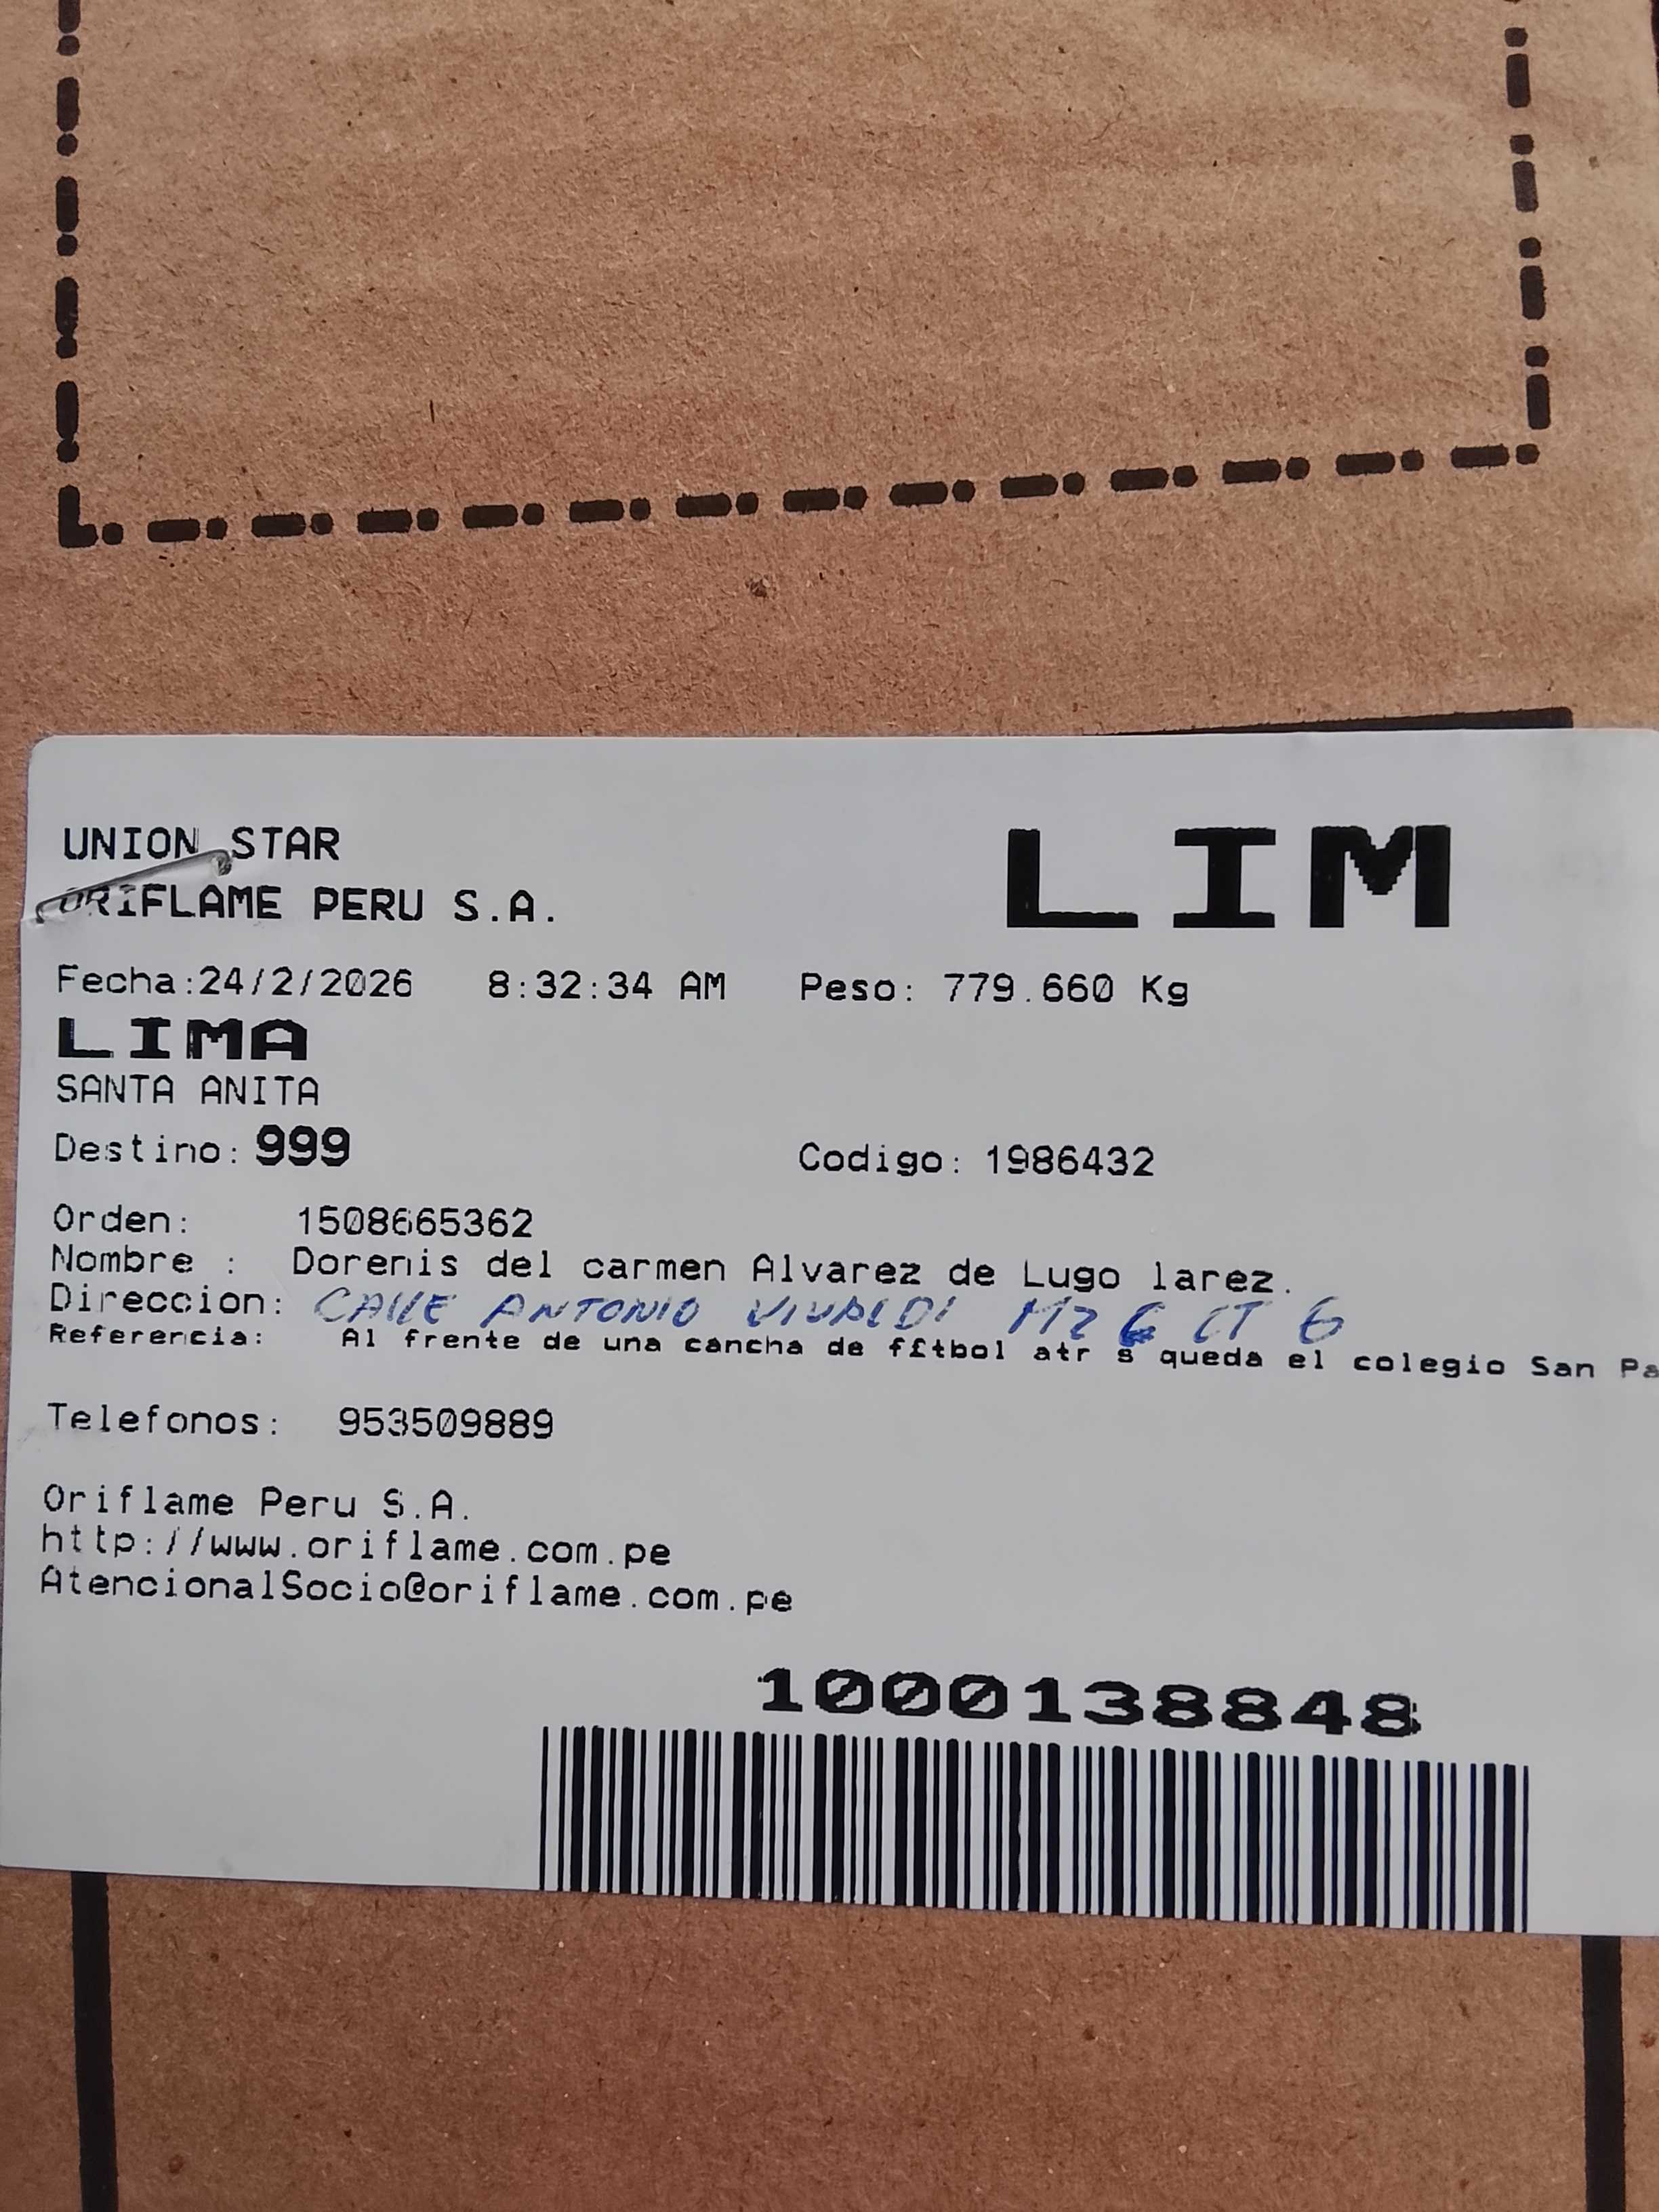 UNION STAR
ORIFLAME PERU S.A.
LIM
Fecha:24/2/2026 8:32:34 AM Peso: 779.660 Kg
LIMA
SANTA ANITA
Destino: 999 Codigo: 1986432
Orden: 1508665362
Nombre : Dorenis del carmen Alvarez de Lugo larez.
Direccion: CALLE ANTONIO VIVALDI MZ LT 6
Referencia: Al frente de una cancha de f£tbol atr s queda el colegio San Pa
Telefonos: 953509889
Oriflame Peru S.A.
http://www.oriflame.com.pe
AtencionalSocio@oriflame.com.pe
1000138848